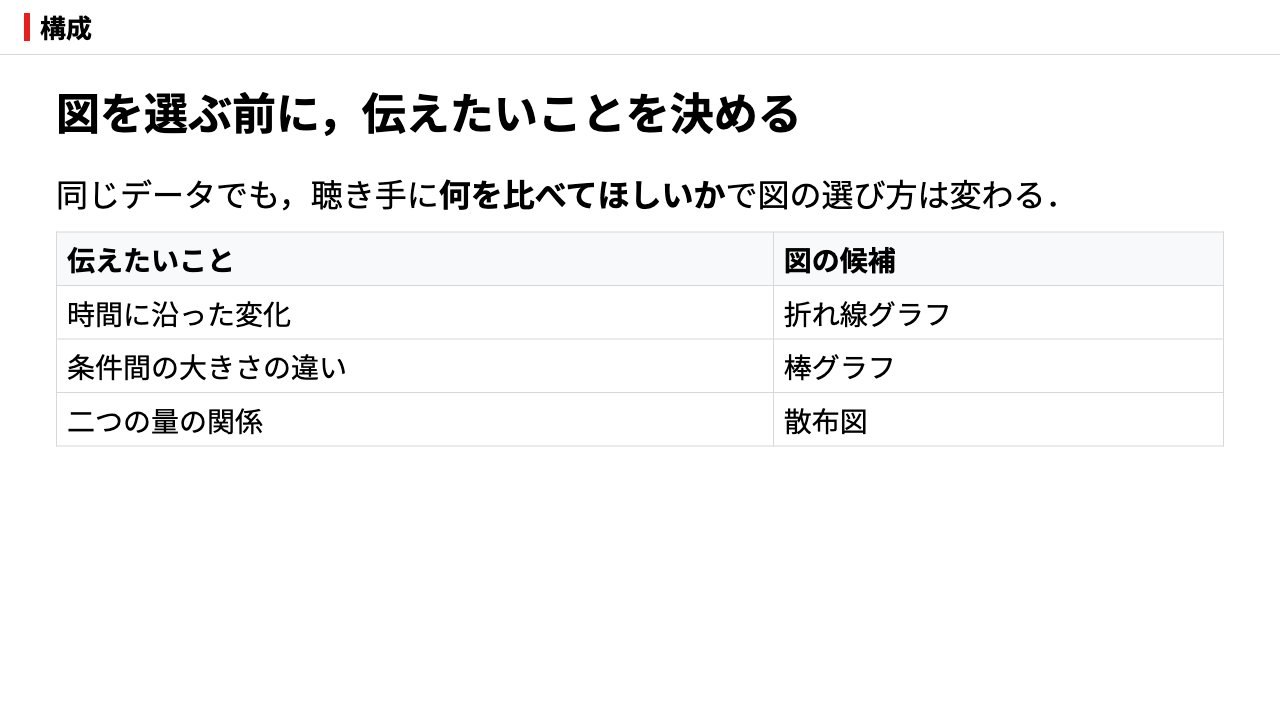 構成
図を選ぶ前に，伝えたいことを決める
同じデータでも，聴き手に何を比べてほしいかで図の選び方は変わる．
伝えたいこと 図の候補
時間に沿った変化 折れ線グラフ
条件間の大きさの違い 棒グラフ
二つの量の関係 散布図